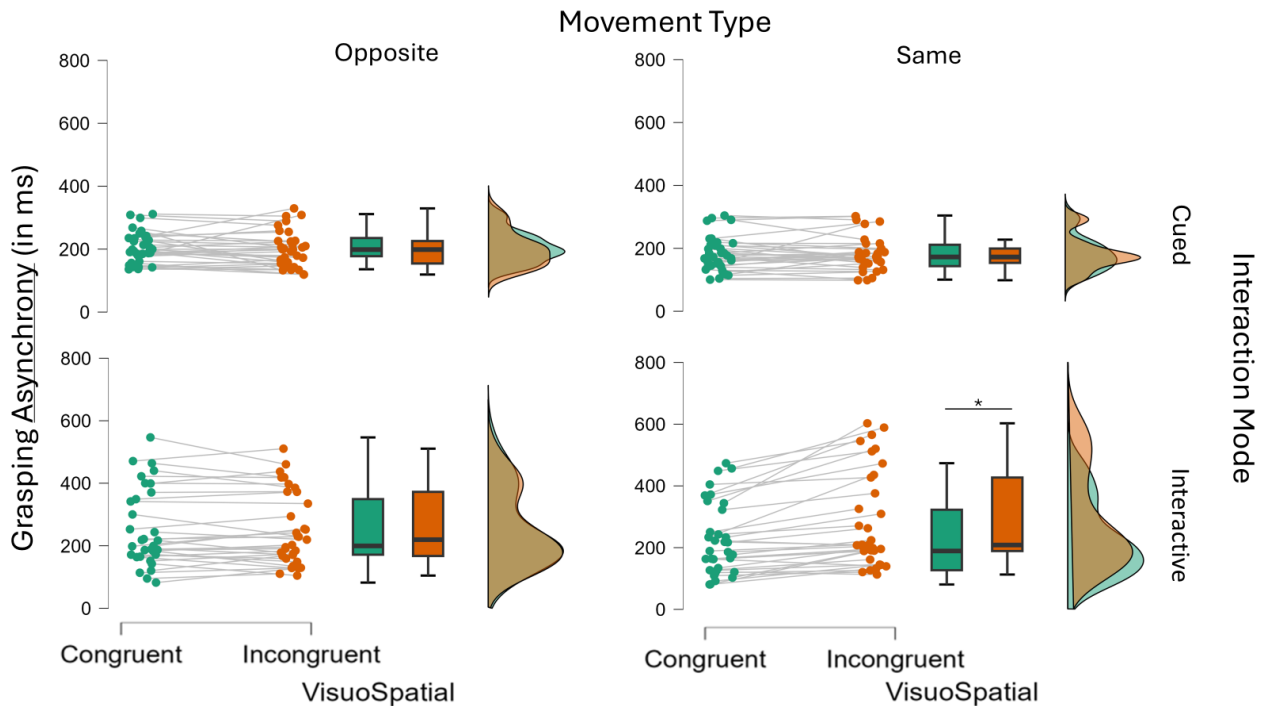 Movement Type
Opposite
Same
Grasping Asynchrony (in ms)
800
600
400
200
0
800
600
400
200
0
Cued
Interaction Mode
800
600
400
200
0
800
600
400
200
0
*
Interactive
Congruent
Incongruent
VisuoSpatial
Congruent
Incongruent
VisuoSpatial